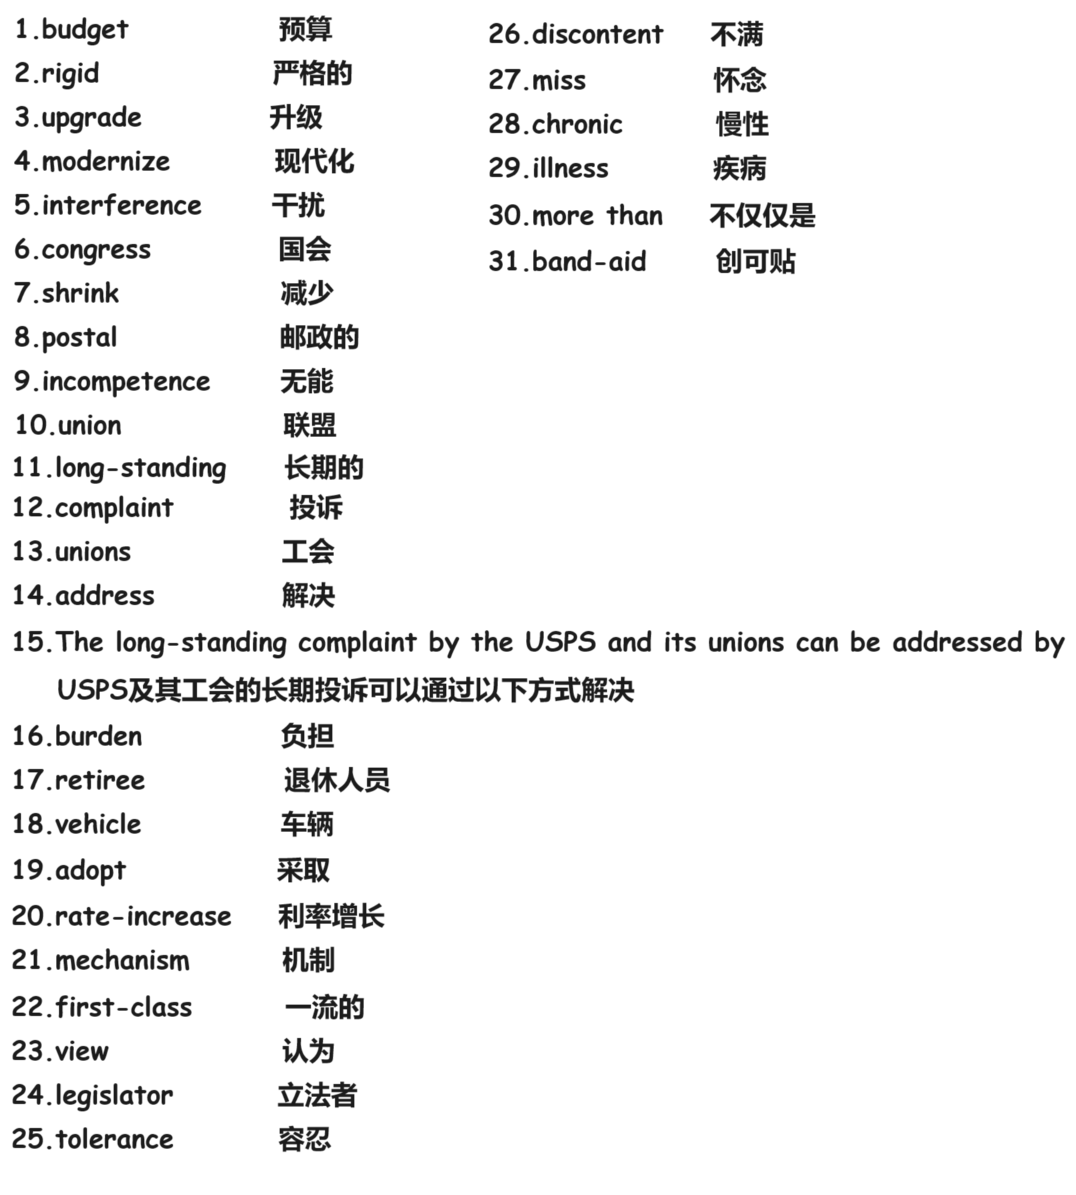 1.budget 预算
2.rigid 严格的
3.upgrade 升级
4.modernize 现代化
5.interference 干扰
6.congress 国会
7.shrink 减少
8.postal 邮政的
9.incompetence 无能
10.union 联盟
11.long-standing 长期的
12.complaint 投诉
13.unions 工会
14.address 解决
15.The long-standing complaint by the USPS and its unions can be addressed by
USPS及其工会的长期投诉可以通过以下方式解决
16.burden 负担
17.retiree 退休人员
18.vehicle 车辆
19.adopt 采取
20.rate-increase 利率增长
21.mechanism 机制
22.first-class 一流的
23.view 认为
24.legislator 立法者
25.tolerance 容忍
26.discontent 不满
27.miss 怀念
28.chronic 慢性
29.illness 疾病
30.more than 不仅仅是
31.band-aid 创可贴